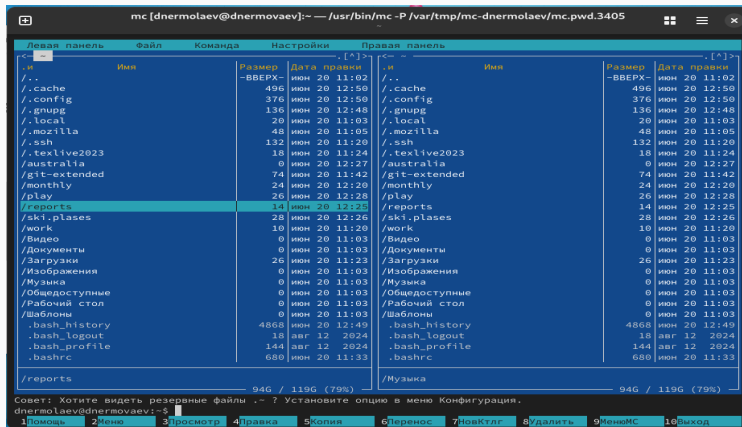 mc [dnermolaev@dnermovaev]:~ — /usr/bin/mc -P /var/tmp/mc-dnermolaev/mc.pwd.3405
Левая панель Файл Команда Настройки Правая панель
<─ ~ .[^]> <─ ~ .[^]>
.и Имя Размер Дата правки .и Имя Размер Дата правки
/.. -ВВЕРХ- июн 20 11:02 /.. -ВВЕРХ- июн 20 11:02
/.cache 496 июн 20 12:50 /.cache 496 июн 20 12:50
/.config 376 июн 20 12:50 /.config 376 июн 20 12:50
/.gnupg 136 июн 20 12:48 /.gnupg 136 июн 20 12:48
/.local 20 июн 20 11:03 /.local 20 июн 20 11:03
/.mozilla 48 июн 20 11:05 /.mozilla 48 июн 20 11:05
/.ssh 132 июн 20 11:20 /.ssh 132 июн 20 11:20
/.texlive2023 18 июн 20 11:24 /.texlive2023 18 июн 20 11:24
/australia 0 июн 20 12:27 /australia 0 июн 20 12:27
/git-extended 74 июн 20 11:42 /git-extended 74 июн 20 11:42
/monthly 24 июн 20 12:20 /monthly 24 июн 20 12:20
/play 26 июн 20 12:28 /play 26 июн 20 12:28
/reports 14 июн 20 12:25 /reports 14 июн 20 12:25
/ski.plases 28 июн 20 12:26 /ski.plases 28 июн 20 12:26
/work 10 июн 20 11:20 /work 10 июн 20 11:20
/Видео 0 июн 20 11:03 /Видео 0 июн 20 11:03
/Документы 0 июн 20 11:03 /Документы 0 июн 20 11:03
/Загрузки 26 июн 20 11:23 /Загрузки 26 июн 20 11:23
/Изображения 0 июн 20 11:03 /Изображения 0 июн 20 11:03
/Музыка 0 июн 20 11:03 /Музыка 0 июн 20 11:03
/Общедоступные 0 июн 20 11:03 /Общедоступные 0 июн 20 11:03
/Рабочий стол 0 июн 20 11:03 /Рабочий стол 0 июн 20 11:03
/Шаблоны 0 июн 20 11:03 /Шаблоны 0 июн 20 11:03
.bash_history 4868 июн 20 12:49 .bash_history 4868 июн 20 12:49
.bash_logout 18 авг 12 2024 .bash_logout 18 авг 12 2024
.bash_profile 144 авг 12 2024 .bash_profile 144 авг 12 2024
.bashrc 680 июн 20 11:33 .bashrc 680 июн 20 11:33
/reports /Музыка
94G / 119G (79%) 94G / 119G (79%)
Совет: Хотите видеть резервные файлы .~ ? Установите опцию в меню Конфигурация.
dnermolaev@dnermovaev:~$
1Помощь 2Меню 3Просмотр 4Правка 5Копия 6Перенос 7НовКтлг 8Удалить 9МенюMC 10Выход